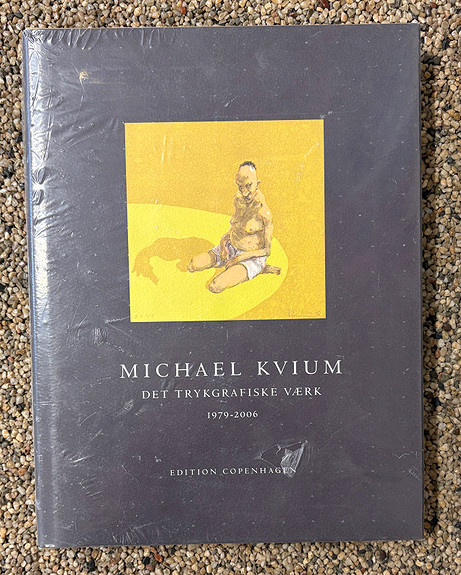 MICHAEL KVIUM
DET TRYKGRAFISKE VÆRK
1979-2006
EDITION COPENHAGEN